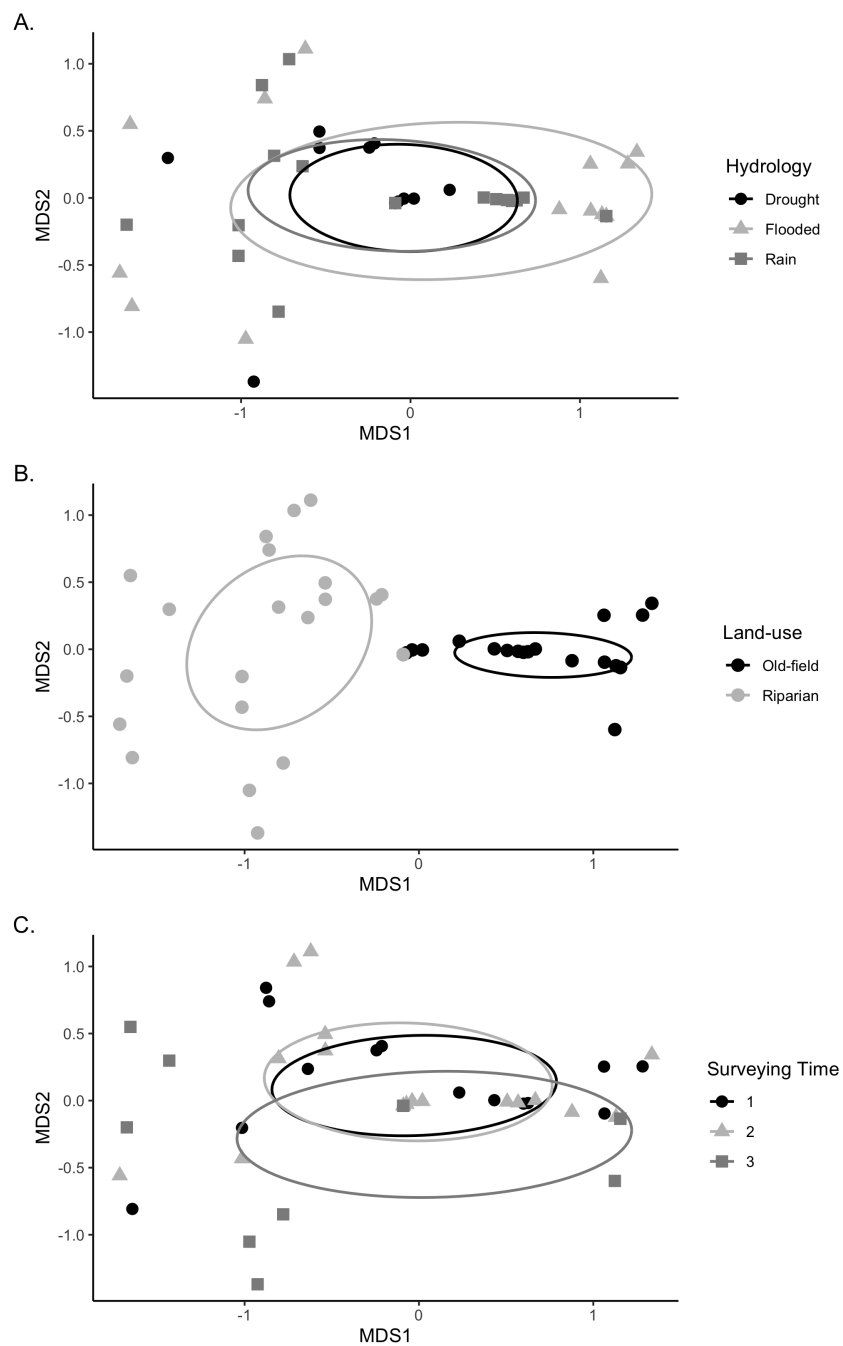 A.
1.0
0.5
0.0
-0.5
-1.0
MDS2
-1 0 1
MDS1
Hydrology
Drought
Flooded
Rain
B.
1.0
0.5
0.0
-0.5
-1.0
MDS2
-1 0 1
MDS1
Land-use
Old-field
Riparian
C.
1.0
0.5
0.0
-0.5
-1.0
MDS2
-1 0 1
MDS1
Surveying Time
1
2
3